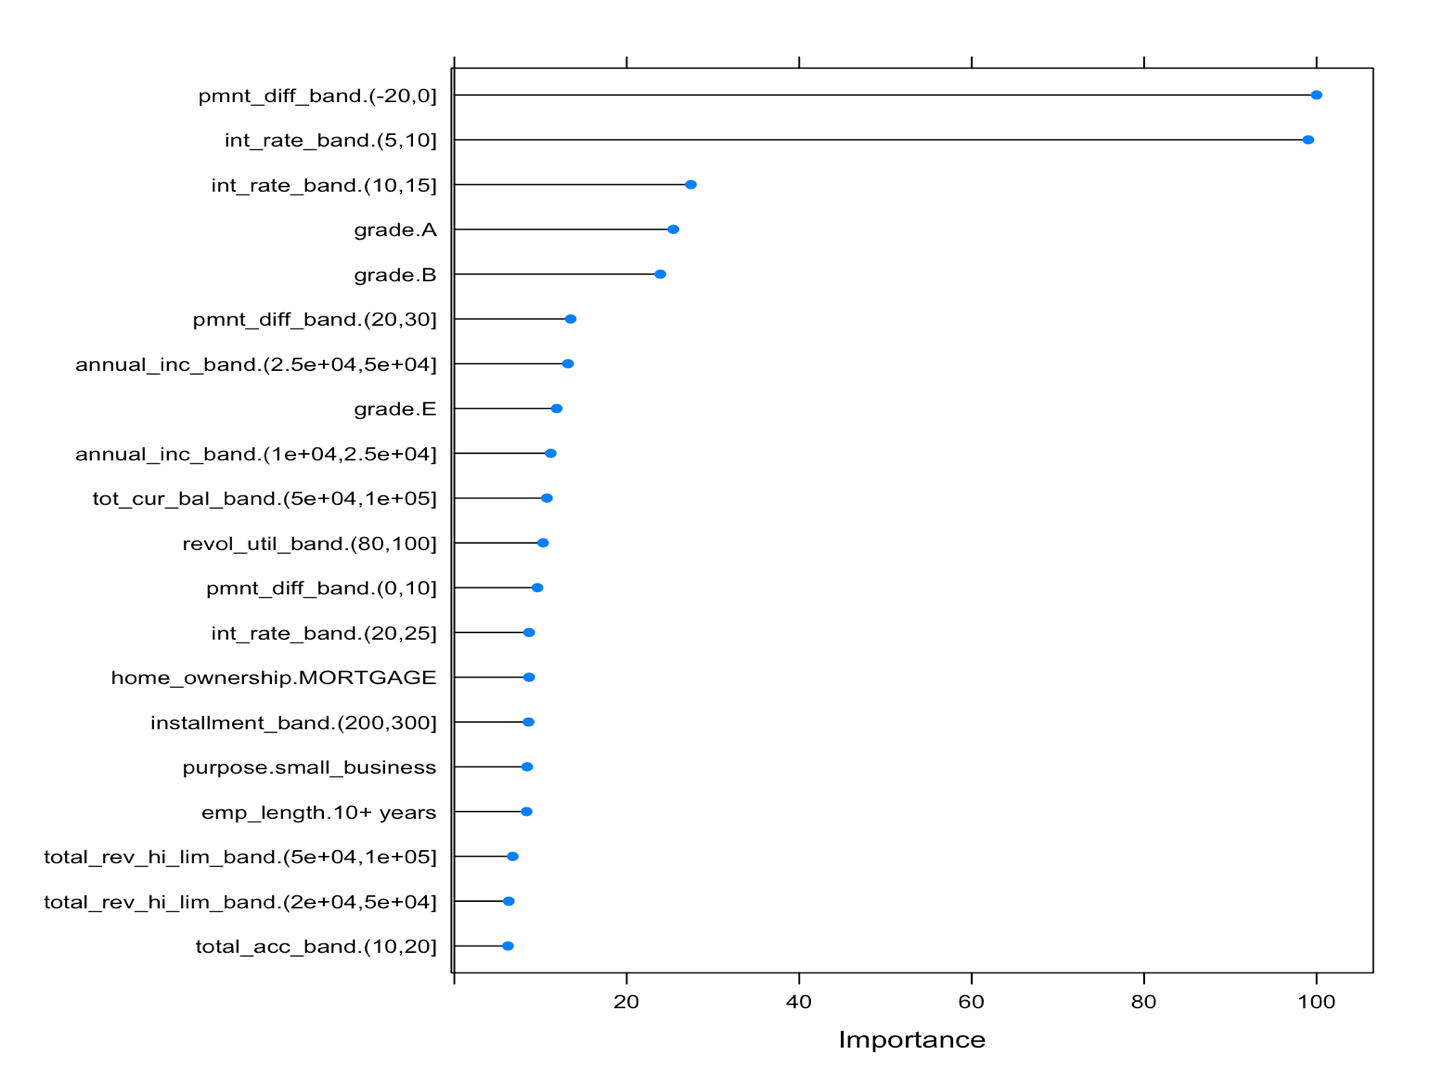 pmnt_diff_band.(-20,0]
int_rate_band.(5,10]
int_rate_band.(10,15]
grade.A
grade.B
pmnt_diff_band.(20,30]
annual_inc_band.(2.5e+04,5e+04]
grade.E
annual_inc_band.(1e+04,2.5e+04]
tot_cur_bal_band.(5e+04,1e+05]
revol_util_band.(80,100]
pmnt_diff_band.(0,10]
int_rate_band.(20,25]
home_ownership.MORTGAGE
installment_band.(200,300]
purpose.small_business
emp_length.10+ years
total_rev_hi_lim_band.(5e+04,1e+05]
total_rev_hi_lim_band.(2e+04,5e+04]
total_acc_band.(10,20]
20 40 60 80 100
Importance